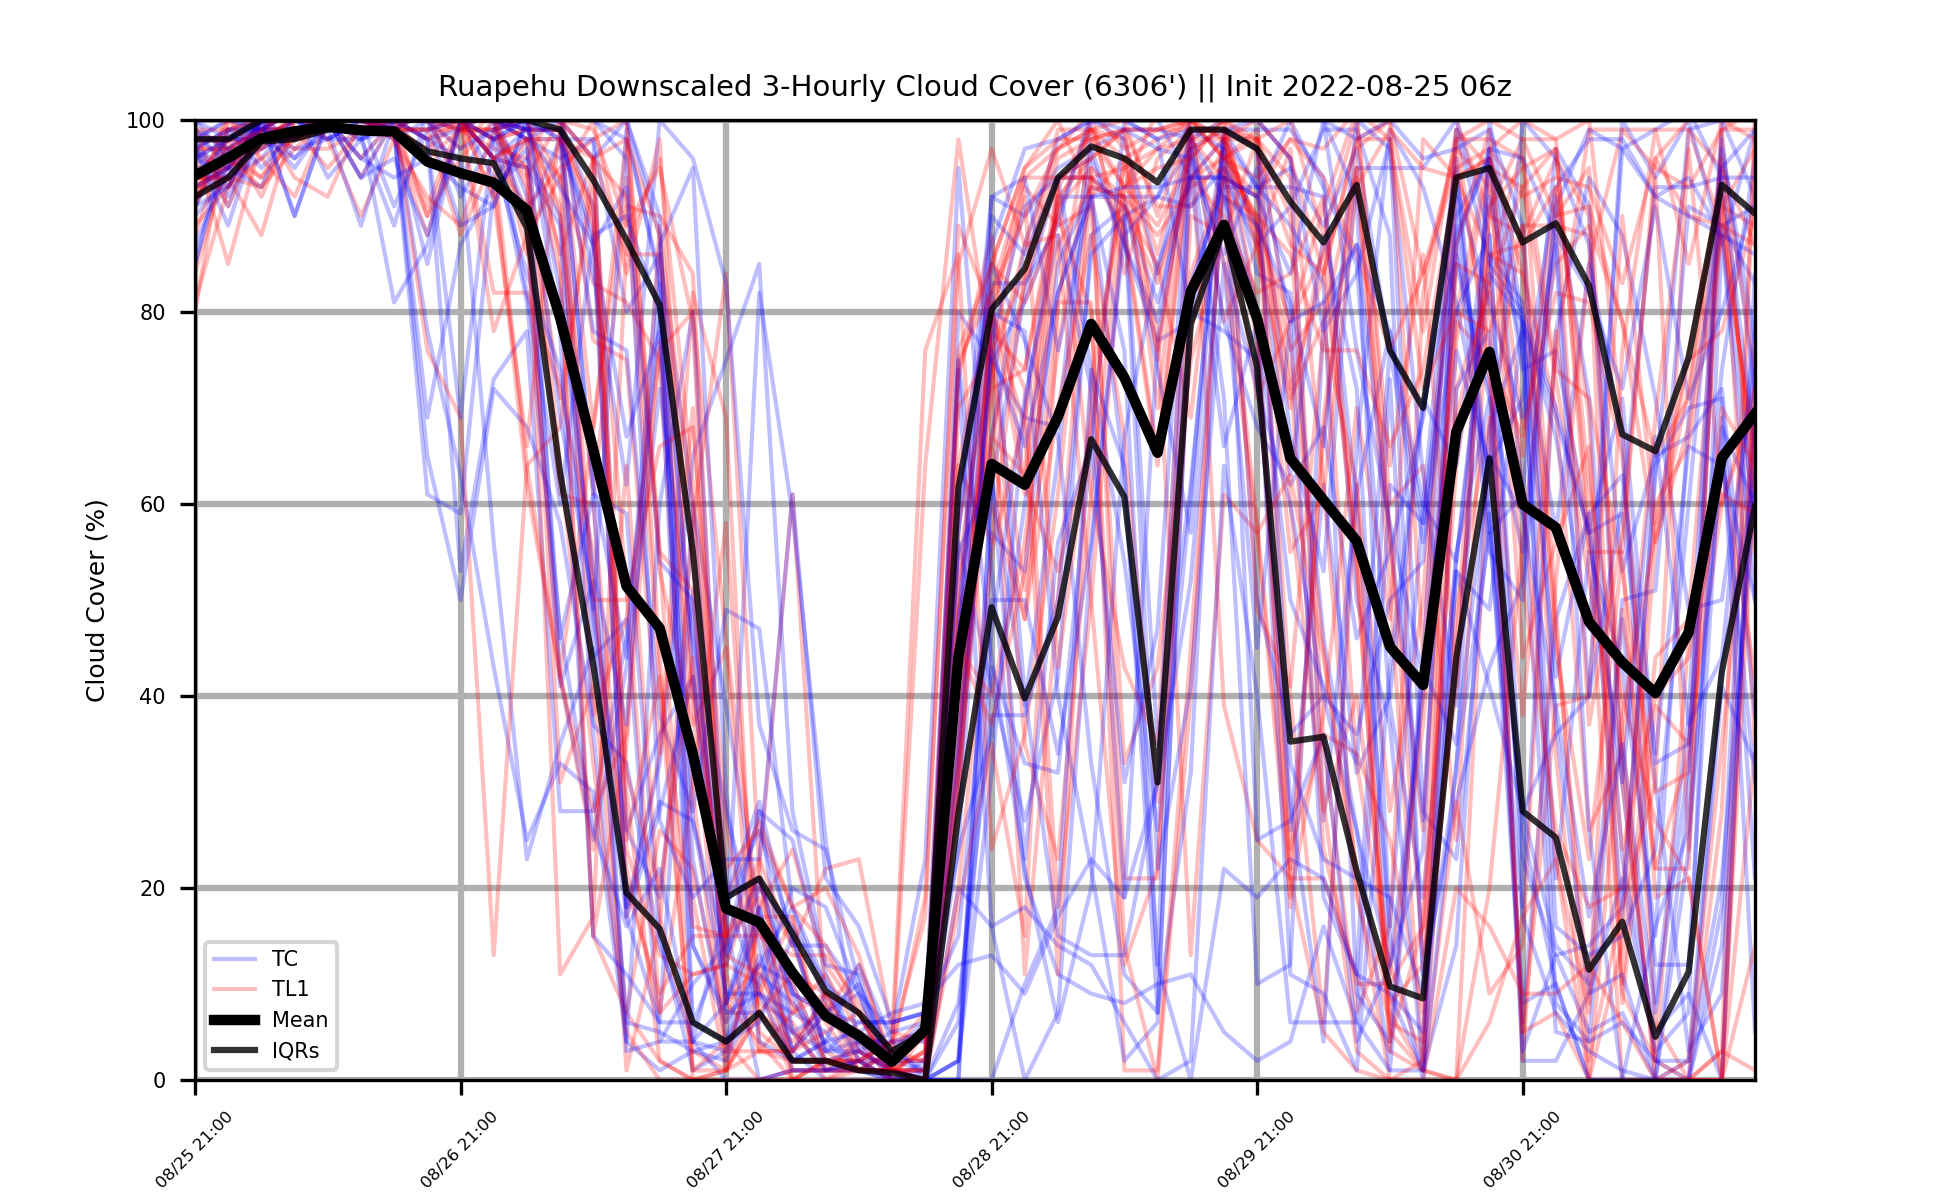 Ruapehu Downscaled 3-Hourly Cloud Cover (6306') || Init 2022-08-25 06z
100
80
60
40
20
0
Cloud Cover (%)
TC
TL1
Mean
IQRs
08/25 21:00
08/26 21:00
08/27 21:00
08/28 21:00
08/29 21:00
08/30 21:00